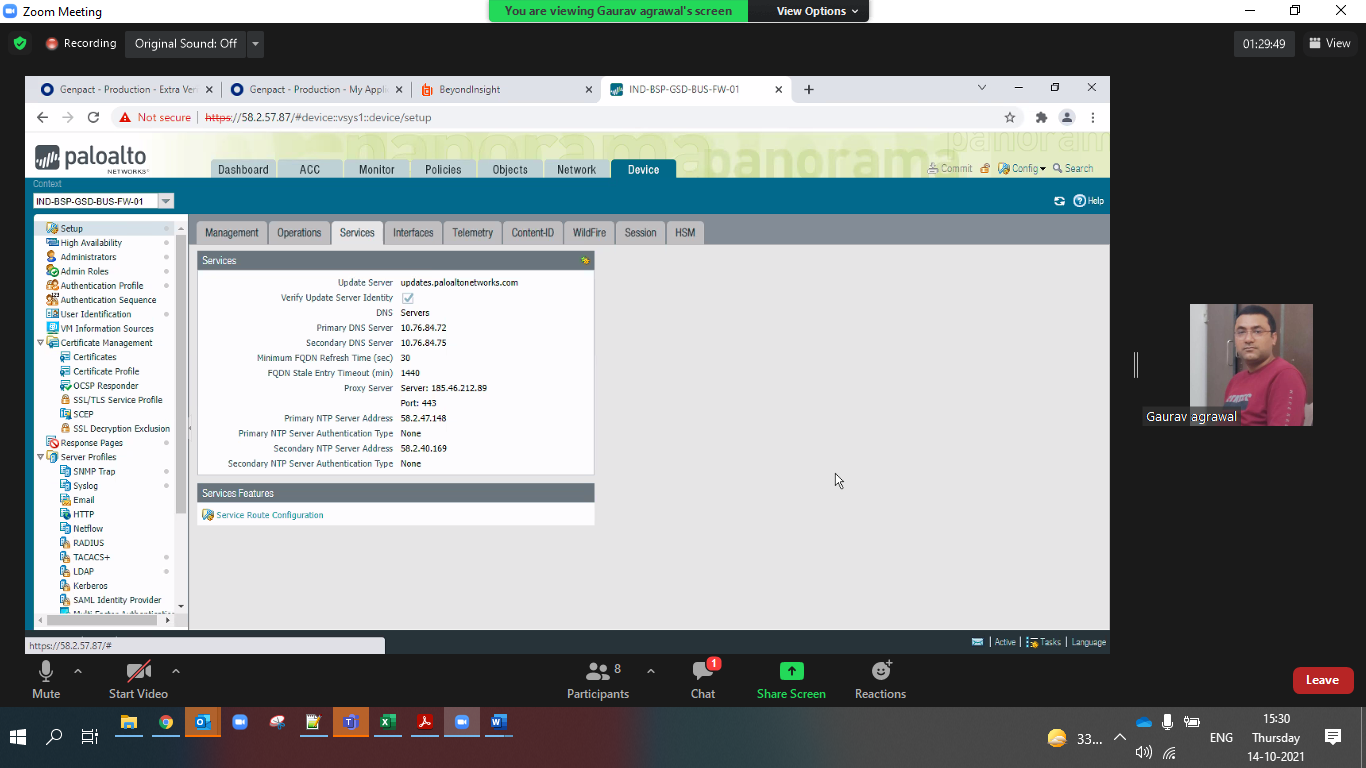 Zoom Meeting
You are viewing Gaurav agrawal's screen
View Options
Recording
Original Sound: Off
01:29:49
View
Genpact - Production - Extra Ver
Genpact - Production - My Apple
BeyondInsight
IND-BSP-GSD-BUS-FW-01
Not secure
https://58.2.57.87/#device::vsys1::device/setup
paloalto
NETWORKS
panorama
Dashboard
ACC
Monitor
Policies
Objects
Network
Device
Commit
Config
Search
Context
IND-BSP-GSD-BUS-FW-01
Help
Setup
High Availability
Administrators
Admin Roles
Authentication Profile
Authentication Sequence
User Identification
VM Information Sources
Certificate Management
Certificates
Certificate Profile
OCSP Responder
SSL/TLS Service Profile
SCEP
SSL Decryption Exclusion
Response Pages
Server Profiles
SNMP Trap
Syslog
Email
HTTP
Netflow
RADIUS
TACACS+
LDAP
Kerberos
SAML Identity Provider
Management
Operations
Services
Interfaces
Telemetry
Content-ID
WildFire
Session
HSM
Services
Update Server updates.paloaltonetworks.com
Verify Update Server Identity
DNS Servers
Primary DNS Server 10.76.84.72
Secondary DNS Server 10.76.84.75
Minimum FQDN Refresh Time (sec) 30
FQDN Stale Entry Timeout (min) 1440
Proxy Server Server: 185.46.212.89
Port: 443
Primary NTP Server Address 58.2.47.148
Primary NTP Server Authentication Type None
Secondary NTP Server Address 58.2.40.169
Secondary NTP Server Authentication Type None
Services Features
Service Route Configuration
https://58.2.57.87/#
Active
Tasks
Language
Gaurav agrawal
Mute
Start Video
Participants
8
Chat
1
Share Screen
Reactions
Leave
33...
ENG
15:30
Thursday
14-10-2021